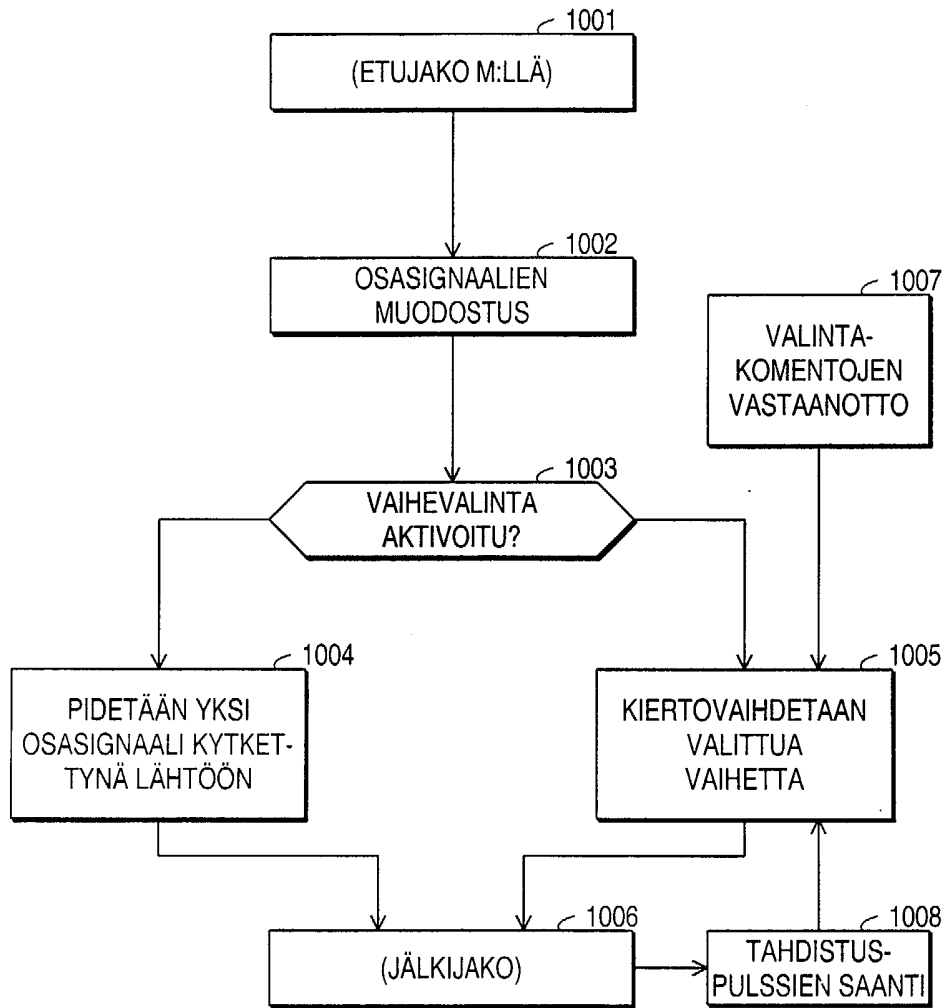 1001
(ETUJAKO M:LLÄ)
1002
OSASIGNAALIEN
MUODOSTUS
1007
VALINTA-
KOMENTOJEN
VASTAANOTTO
1003
VAIHEVALINTA
AKTIVOITU?
1004
PIDETÄÄN YKSI
OSASIGNAALI KYTKET-
TYNÄ LÄHTÖÖN
1005
KIERTOVAIHDETAAN
VALITTUA
VAIHETTA
1006
(JÄLKIJAKO)
1008
TAHDISTUS-
PULSSIEN SAANTI